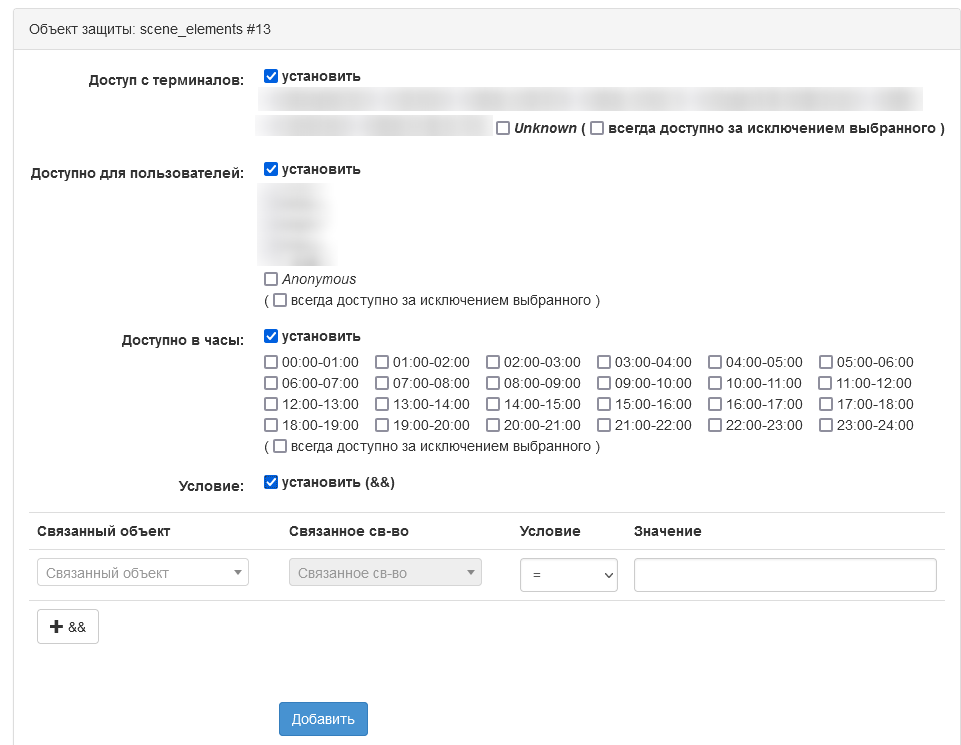 Объект защиты: scene_elements #13
Доступ с терминалов: установить
Unknown ( всегда доступно за исключением выбранного )
Доступно для пользователей: установить
Anonymous
( всегда доступно за исключением выбранного )
Доступно в часы: установить
00:00-01:00 01:00-02:00 02:00-03:00 03:00-04:00 04:00-05:00 05:00-06:00
06:00-07:00 07:00-08:00 08:00-09:00 09:00-10:00 10:00-11:00 11:00-12:00
12:00-13:00 13:00-14:00 14:00-15:00 15:00-16:00 16:00-17:00 17:00-18:00
18:00-19:00 19:00-20:00 20:00-21:00 21:00-22:00 22:00-23:00 23:00-24:00
( всегда доступно за исключением выбранного )
Условие: установить (&&)
Связанный объект Связанное св-во Условие Значение
Связанный объект Связанное св-во =
+ &&
Добавить